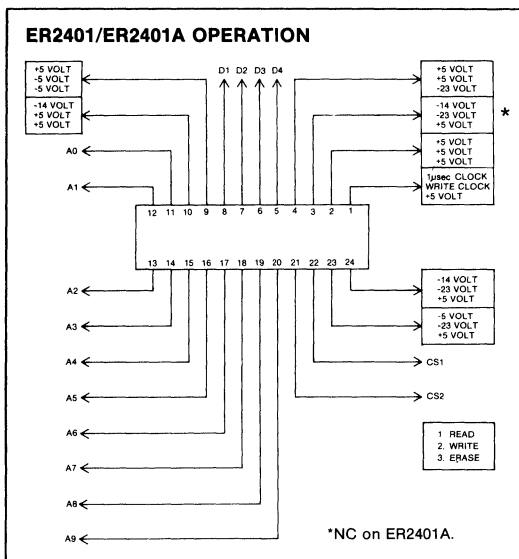 ER2401/ER2401A OPERATION
+5 VOLT
-5 VOLT
-5 VOLT
D1 D2 D3 D4
+5 VOLT
+5 VOLT
-23 VOLT
-14 VOLT
+5 VOLT
+5 VOLT
-14 VOLT
-23 VOLT
+5 VOLT
*
A0
+5 VOLT
+5 VOLT
+5 VOLT
A1
1μsec CLOCK
WRITE CLOCK
+5 VOLT
12 11 10 9 8 7 6 5 4 3 2 1
13 14 15 16 17 18 19 20 21 22 23 24
A2
-14 VOLT
-23 VOLT
+5 VOLT
A3
-5 VOLT
-23 VOLT
+5 VOLT
A4
CS1
A5
CS2
A6
1 READ
2. WRITE
3. ERASE
A7
A8
A9
*NC on ER2401A.